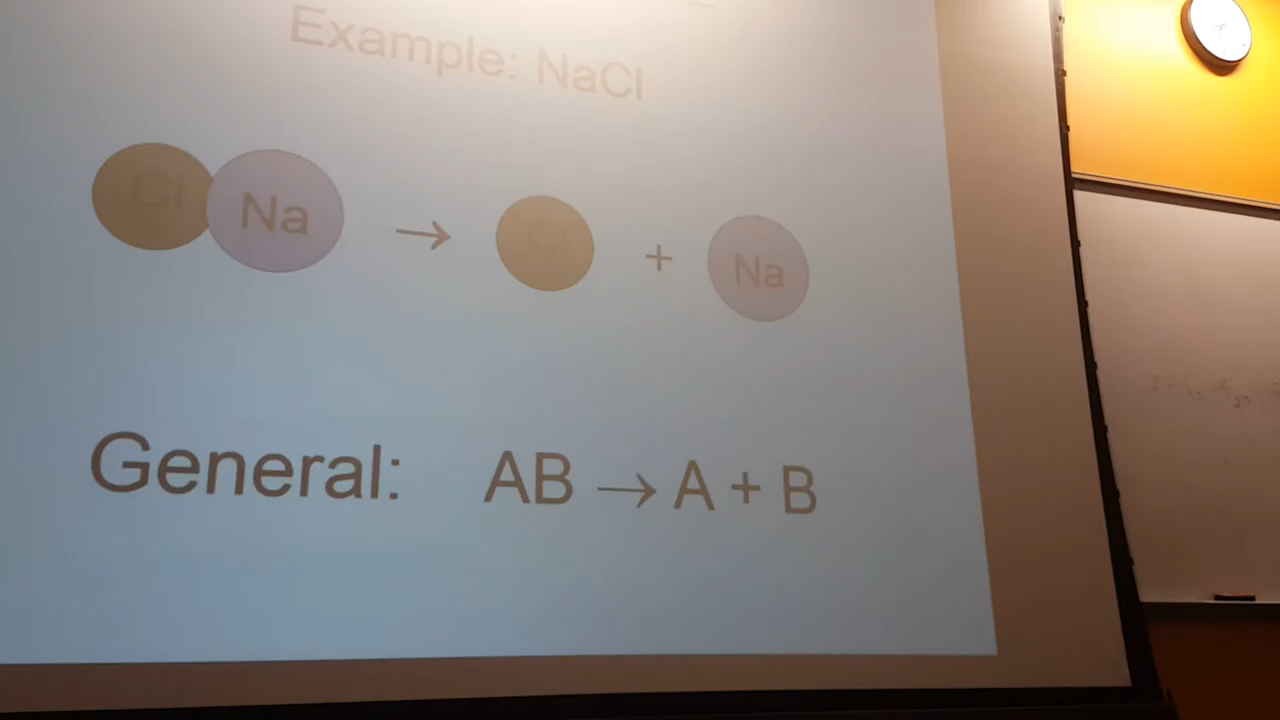 Example: NaCl
Cl Na → Cl + Na
General: AB → A + B